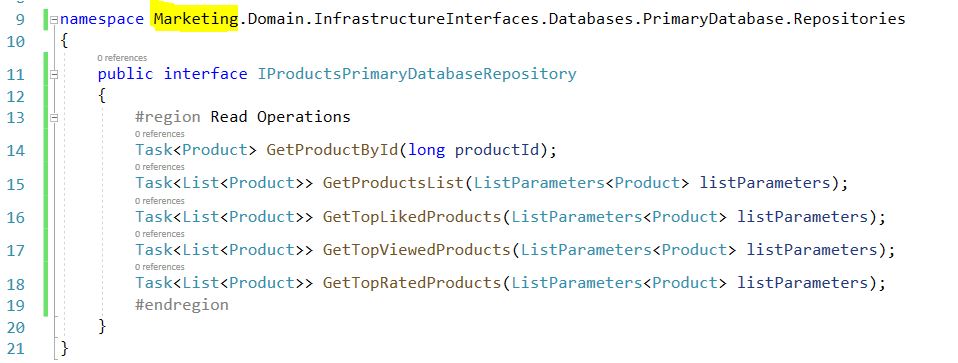 9 namespace Marketing.Domain.InfrastructureInterfaces.Databases.PrimaryDatabase.Repositories
10 {
0 references
11 public interface IProductsPrimaryDatabaseRepository
12 {
13 #region Read Operations
0 references
14 Task<Product> GetProductById(long productId);
0 references
15 Task<List<Product>> GetProductsList(ListParameters<Product> listParameters);
0 references
16 Task<List<Product>> GetTopLikedProducts(ListParameters<Product> listParameters);
0 references
17 Task<List<Product>> GetTopViewedProducts(ListParameters<Product> listParameters);
0 references
18 Task<List<Product>> GetTopRatedProducts(ListParameters<Product> listParameters);
19 #endregion
20 }
21 }